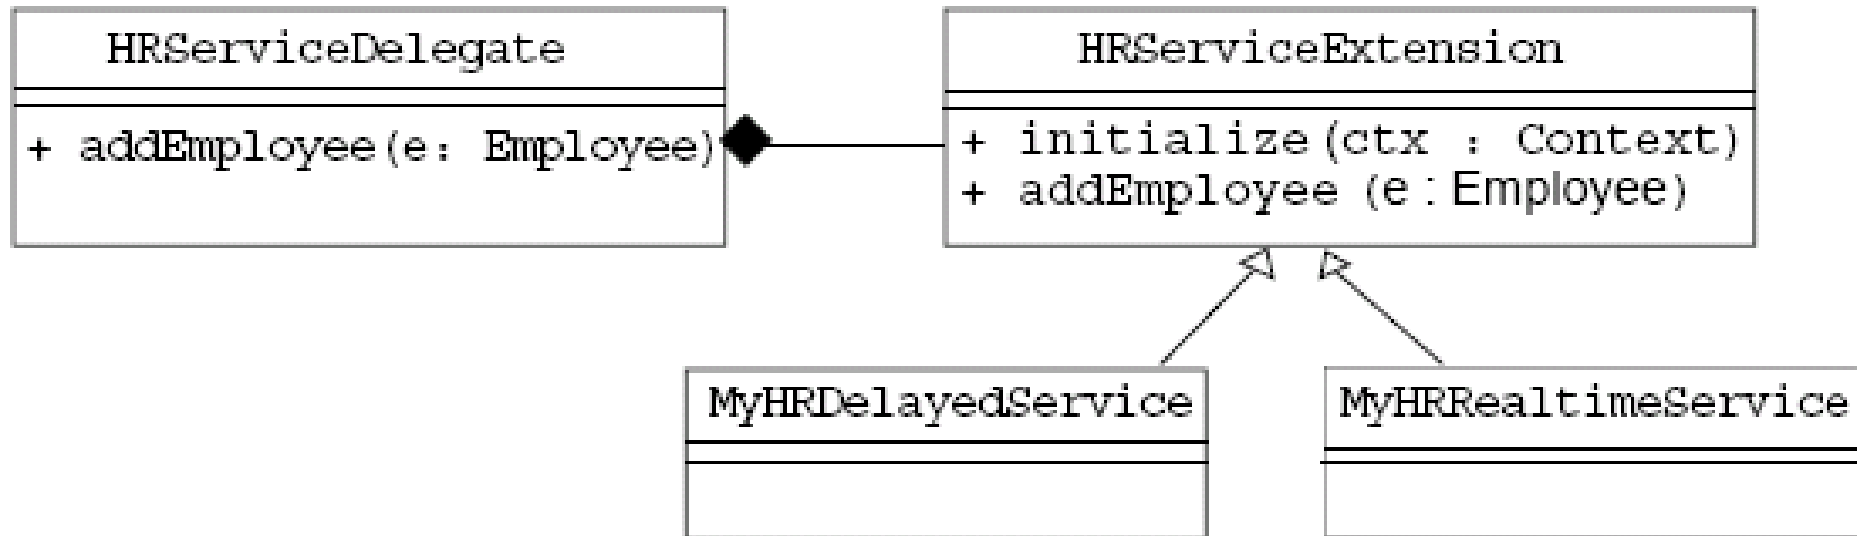 HRServiceDelegate
+ addEmployee(e: Employee)
HRServiceExtension
+ initialize(ctx : Context)
+ addEmployee (e : Employee)
MyHRDelayedService
MyHRRealtimeService